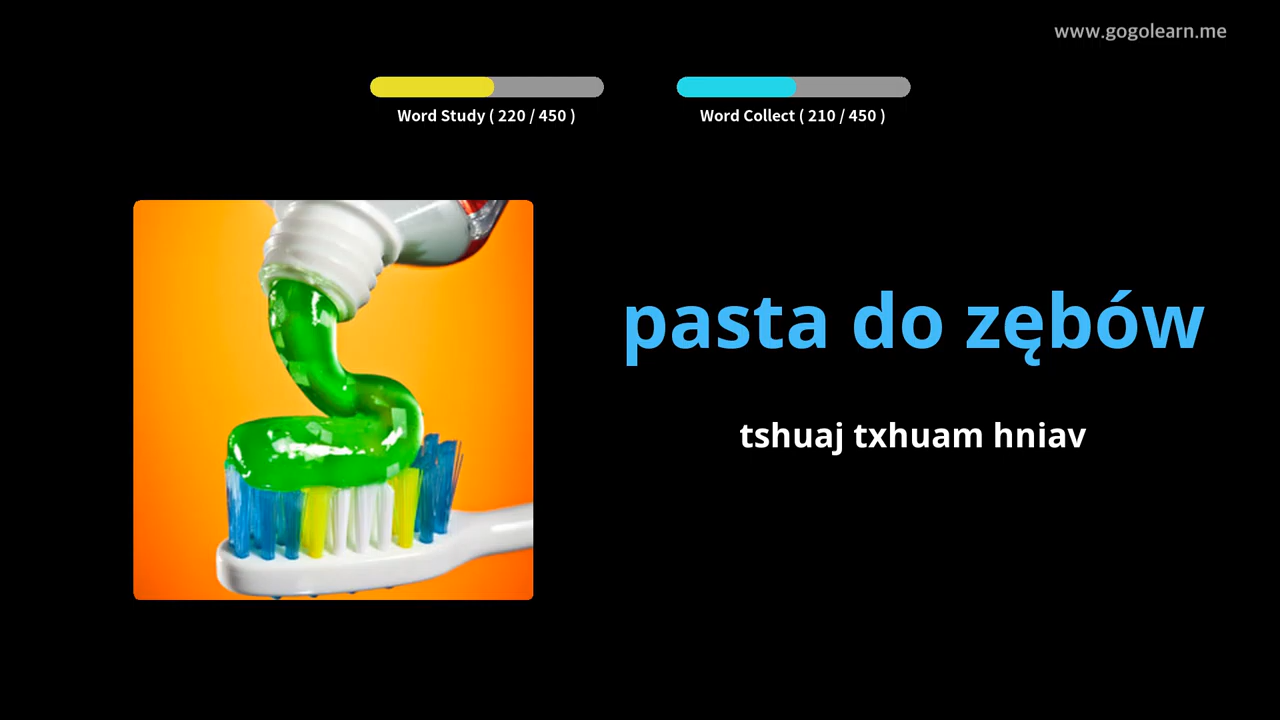 www.gogolearn.me
Word Study ( 220 / 450 )
Word Collect ( 210 / 450 )
pasta do zębów
tshuaj txhuam hniav